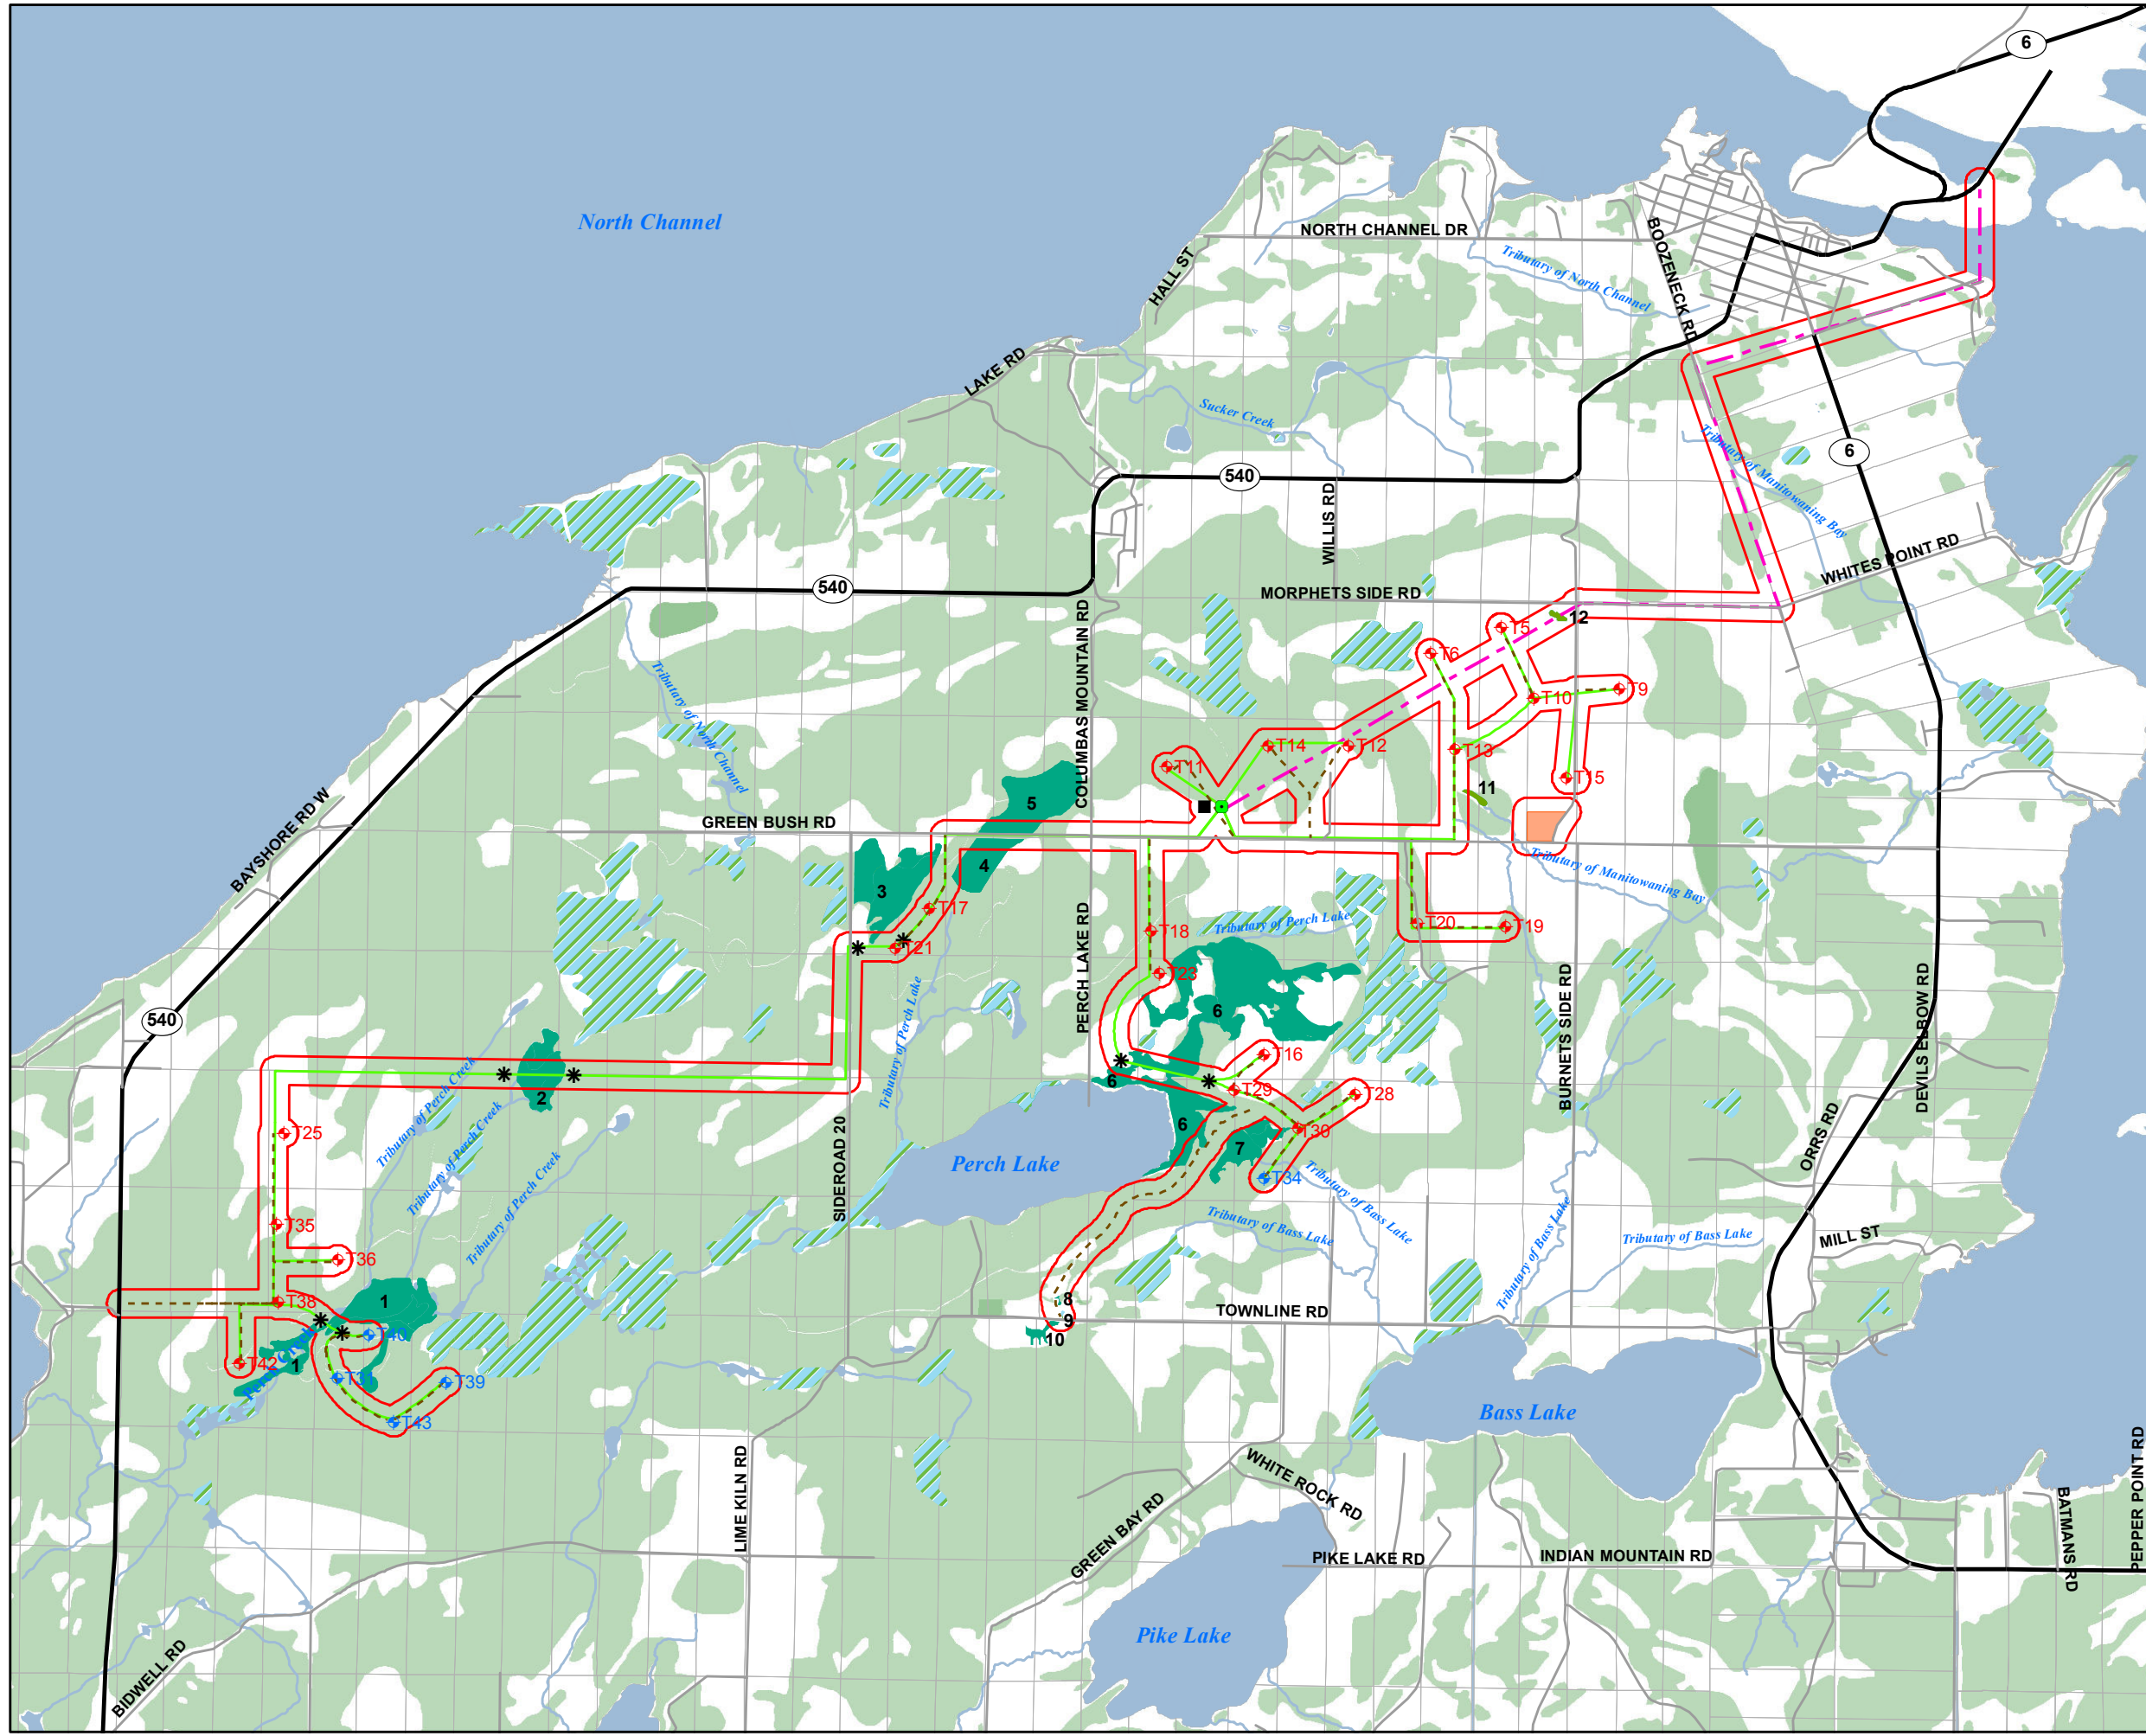 6
North Channel
NORTH CHANNEL DR
BOOZENECK RD
Tributary of North Channel
HALL ST
LAKE RD
Sucker Creek
540
6
Tributary of Manitowaning Bay
WILLIS RD
WHITES POINT RD
540
MORPHETS SIDE RD
COLUMBAS MOUNTAIN RD
12
T5
T6
Tributary of North Channel
T9
T10
T14
T12
T13
T11
T15
11
5
BAYSHORE RD W
GREEN BUSH RD
4
3
Tributary of Manitowaning Bay
T17
T18
Tributary of Perch Lake
T20
T19
T21
PERCH LAKE RD
T23
BURNETS SIDE RD
DEVILS ELBOW RD
540
6
Tributary of Perch Lake
T16
6
T29
T28
2
Tributary of Perch Creek
Tributary of Perch Creek
Tributary of Perch Creek
T25
6
T30
7
ORRS RD
SIDEROAD 20
Perch Lake
T34
Tributary of Bass Lake
Tributary of Bass Lake
Tributary of Bass Lake
Tributary of Bass Lake
MILL ST
T35
T36
T38
1
8
9
10
TOWNLINE RD
T40
1
T42
Perch Creek
T31
T39
T43
Bass Lake
LIME KILN RD
WHITE ROCK RD
GREEN BAY RD
PIKE LAKE RD
INDIAN MOUNTAIN RD
BATMANS RD
PEPPER POINT RD
Pike Lake
BIDWELL RD